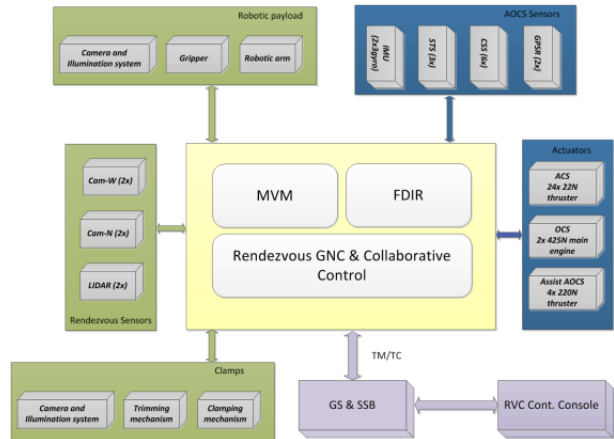 Robotic payload
Camera and
Illumination system
Gripper
Robotic arm
AOCS Sensors
IMU
(2x3gyro)
STS (3x)
CSS (6x)
GPSR (2x)
Cam-W (2x)
Cam-N (2x)
LIDAR (2x)
Rendezvous Sensors
MVM
FDIR
Rendezvous GNC & Collaborative
Control
Actuators
ACS
24x 22N
thruster
OCS
2x 425N main
engine
Assist AOCS
4x 220N
thruster
Clamps
Camera and
Illumination system
Trimming
mechanism
Clamping
mechanism
TM/TC
GS & SSB
RVC Cont. Console